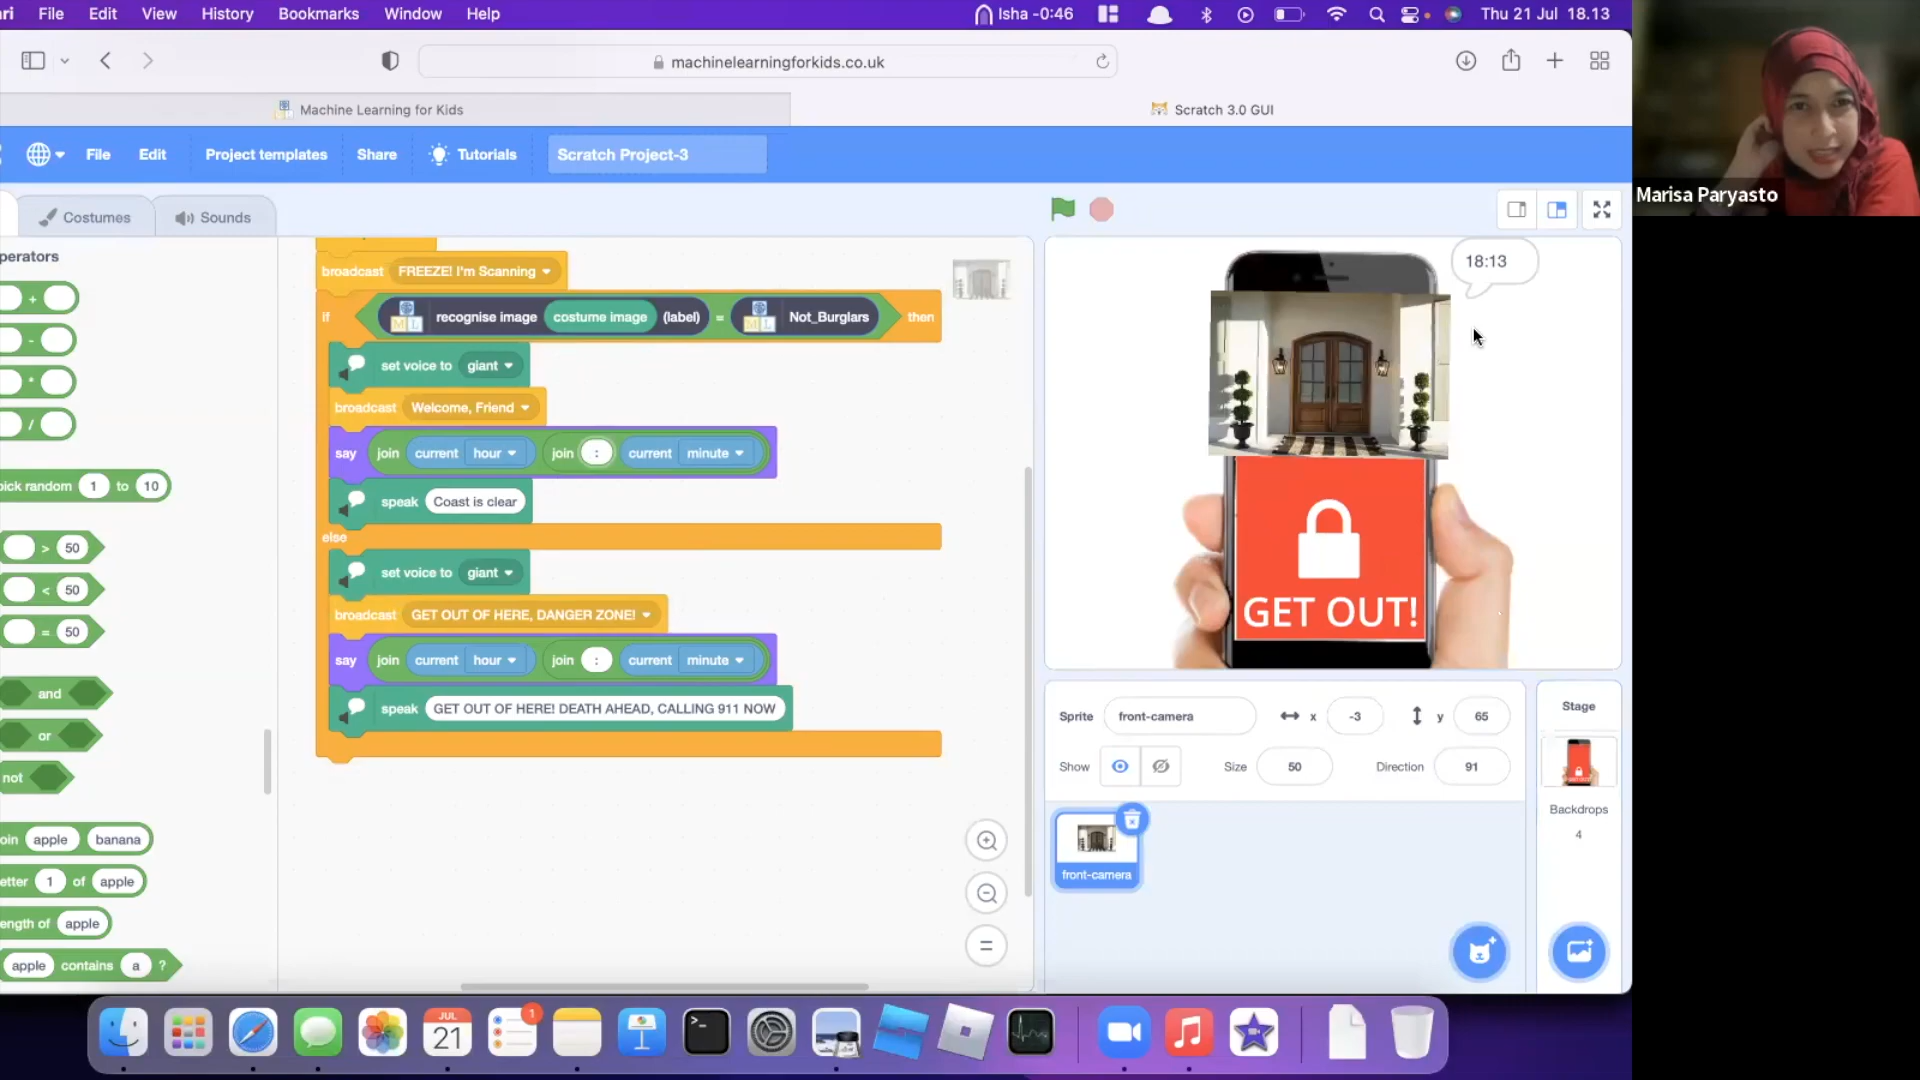 ri File Edit View History Bookmarks Window Help Isha -0:46 Thu 21 Jul 18.13
machinelearningforkids.co.uk
Machine Learning for Kids Scratch 3.0 GUI
File Edit Project templates Share Tutorials Scratch Project-3
Marisa Paryasto
Costumes Sounds
perators
+
-
*
/
pick random 1 to 10
> 50
< 50
= 50
and
or
not
join apple banana
letter 1 of apple
length of apple
apple contains a ?
broadcast FREEZE! I'm Scanning
if ML recognise image costume image (label) = ML Not_Burglars then
set voice to giant
broadcast Welcome, Friend
say join current hour join : current minute
speak Coast is clear
else
set voice to giant
broadcast GET OUT OF HERE, DANGER ZONE!
say join current hour join : current minute
speak GET OUT OF HERE! DEATH AHEAD, CALLING 911 NOW
18:13
GET OUT!
Sprite front-camera x -3 y 65
Show Size 50 Direction 91
front-camera
Stage
Backdrops
4
JUL
21
1